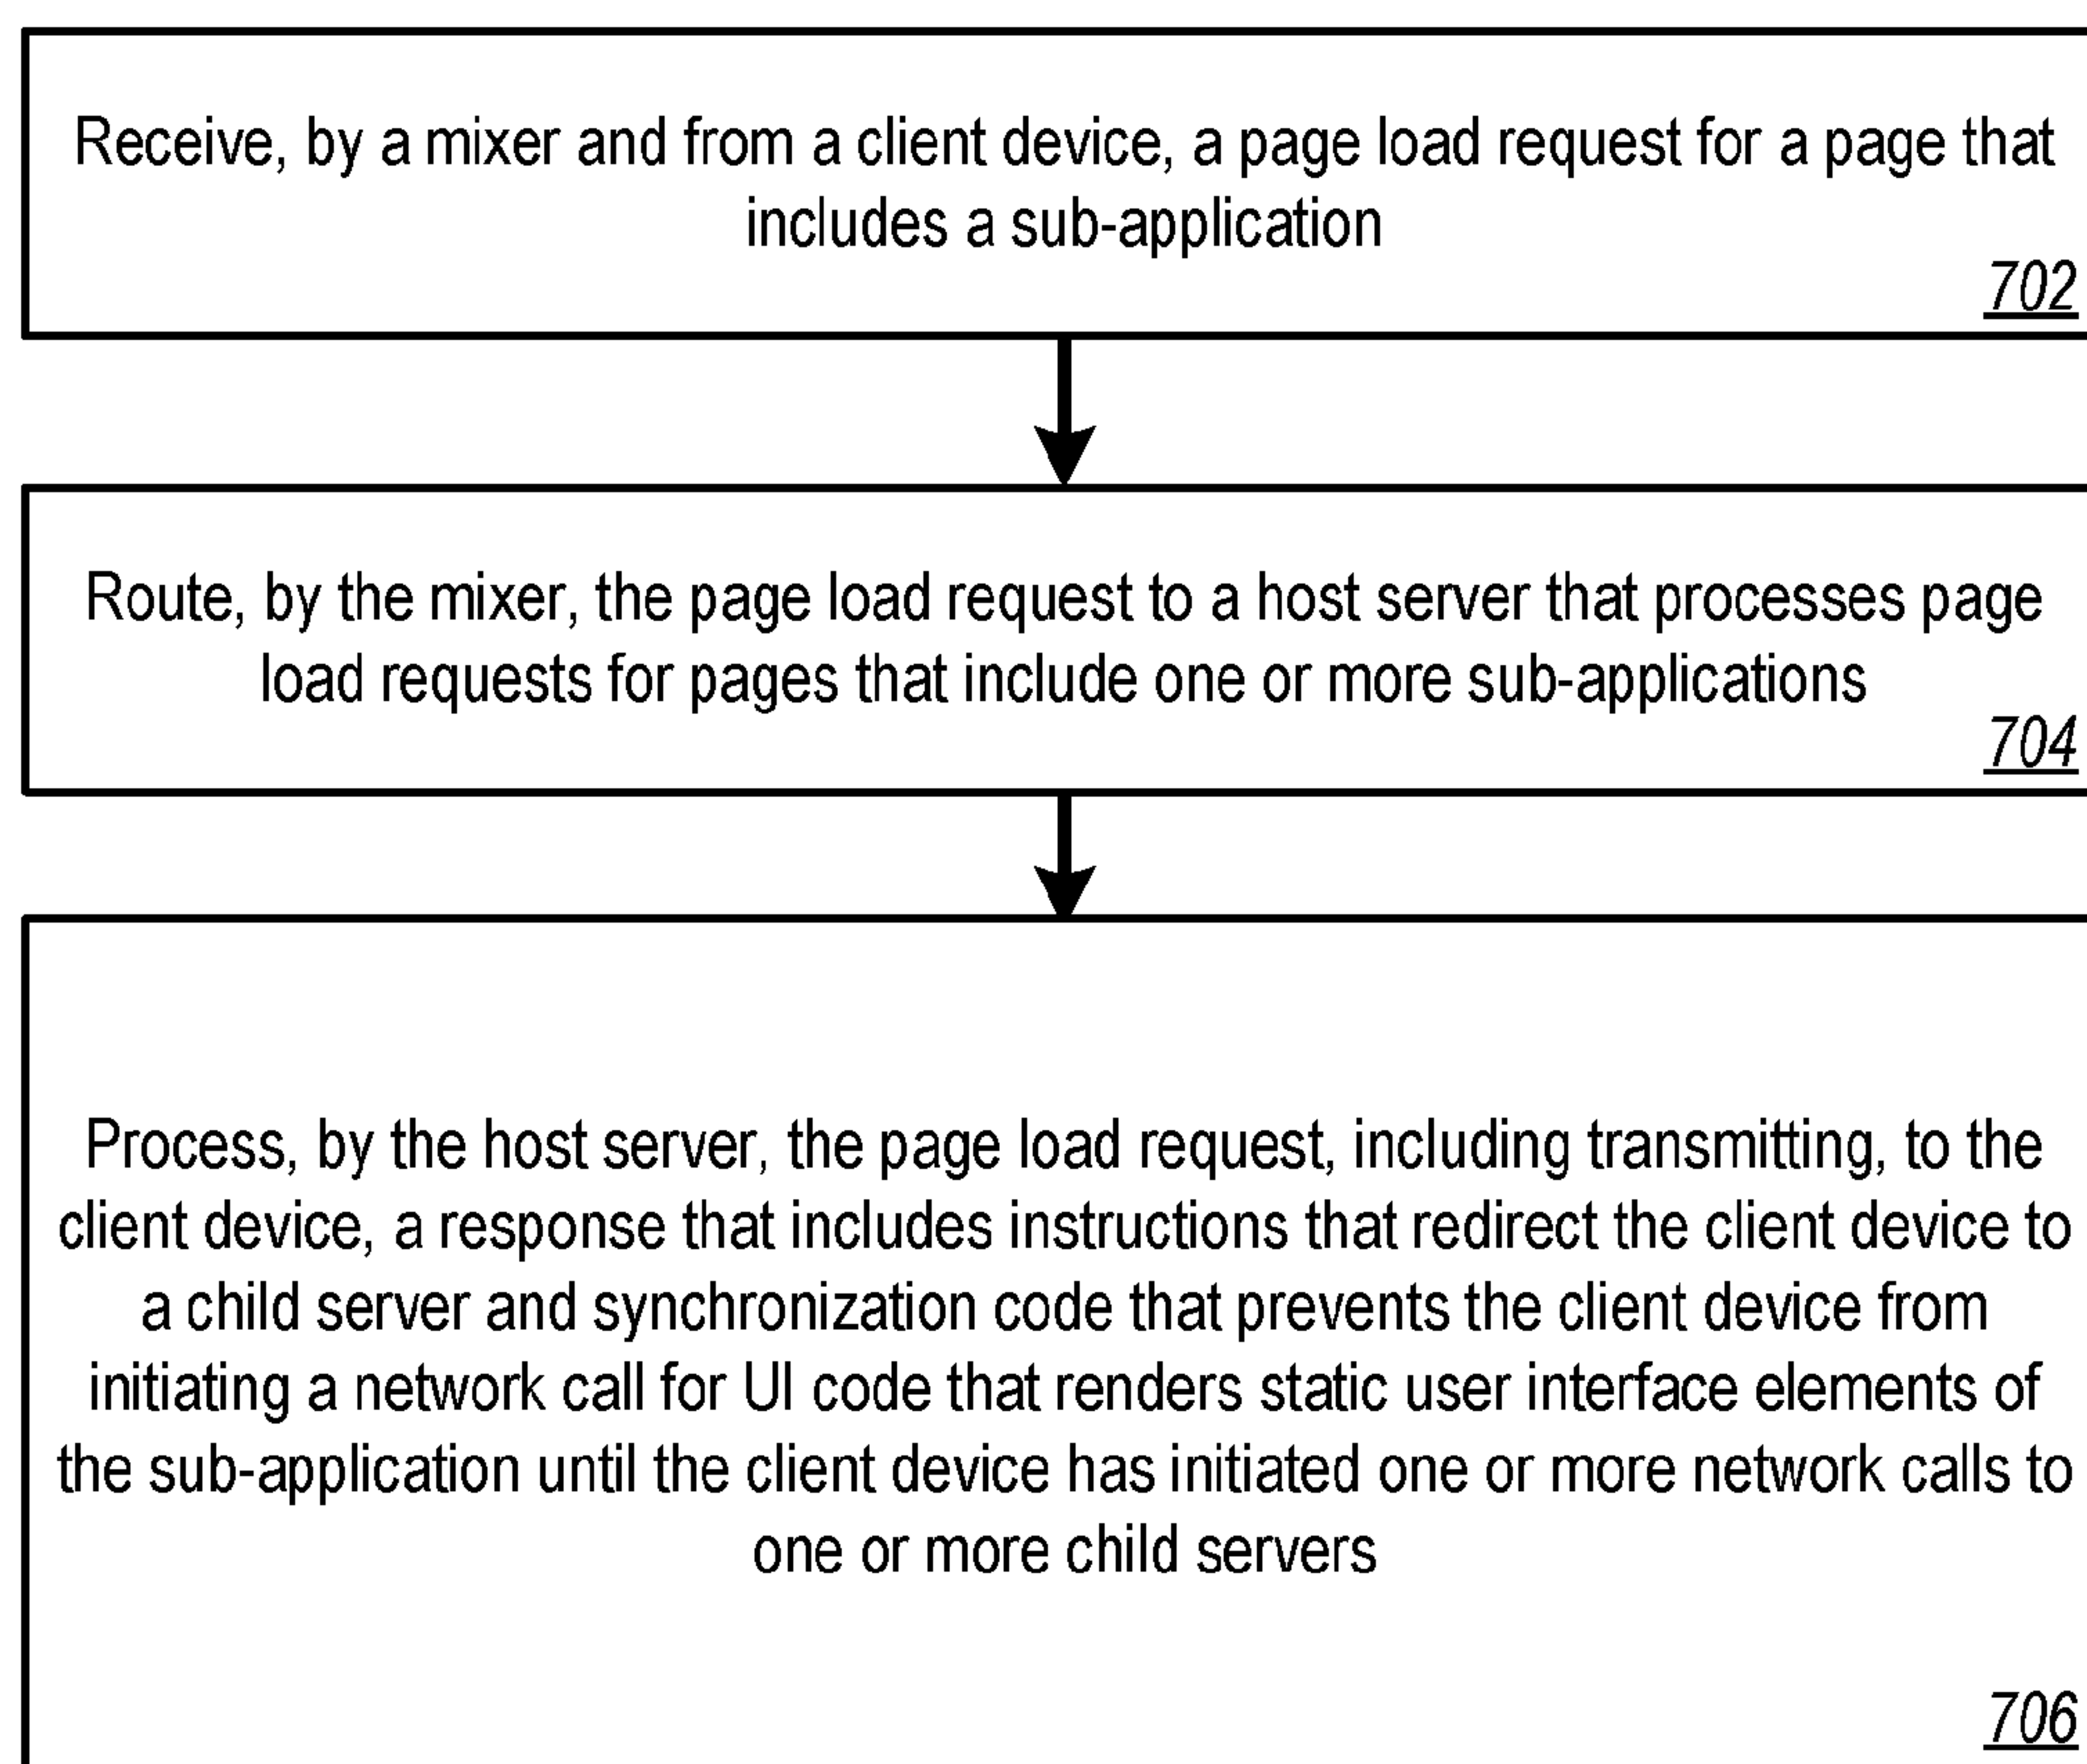 Receive, by a mixer and from a client device, a page load request for a page that
includes a sub-application
702
Route, by the mixer, the page load request to a host server that processes page
load requests for pages that include one or more sub-applications
704
Process, by the host server, the page load request, including transmitting, to the
client device, a response that includes instructions that redirect the client device to
a child server and synchronization code that prevents the client device from
initiating a network call for UI code that renders static user interface elements of
the sub-application until the client device has initiated one or more network calls to
one or more child servers
706